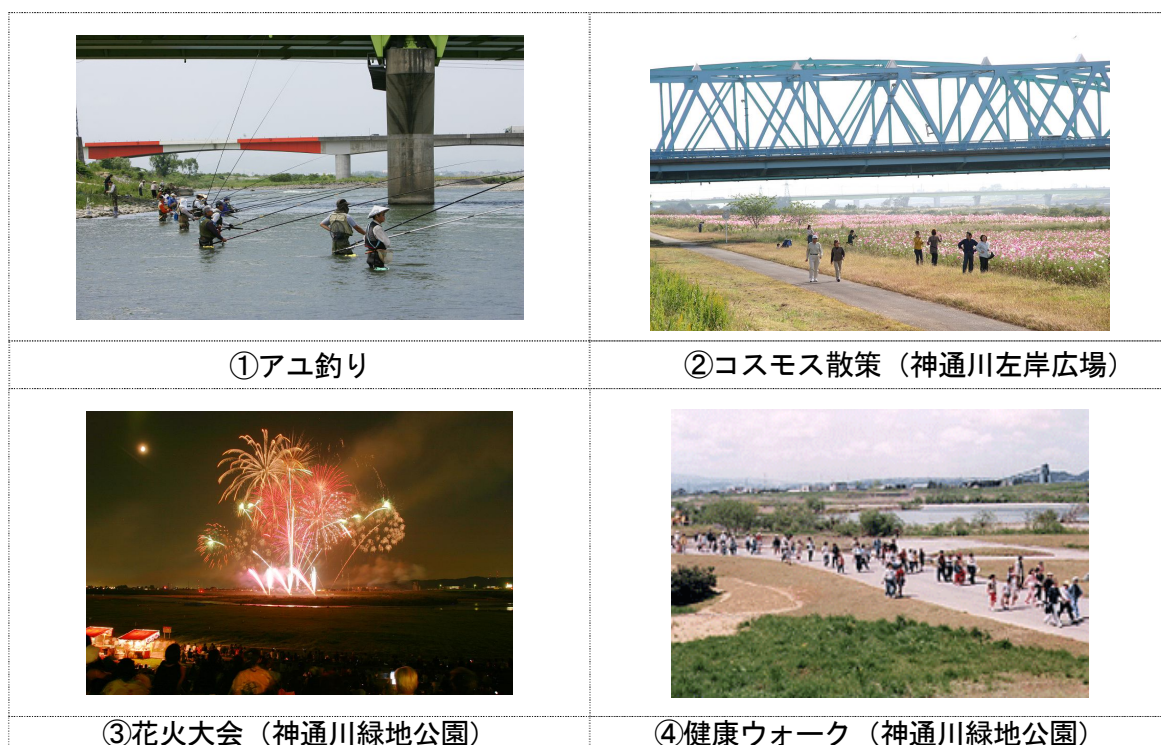 ①アユ釣り
②コスモス散策（神通川左岸広場）
③花火大会（神通川緑地公園）
④健康ウォーク（神通川緑地公園）